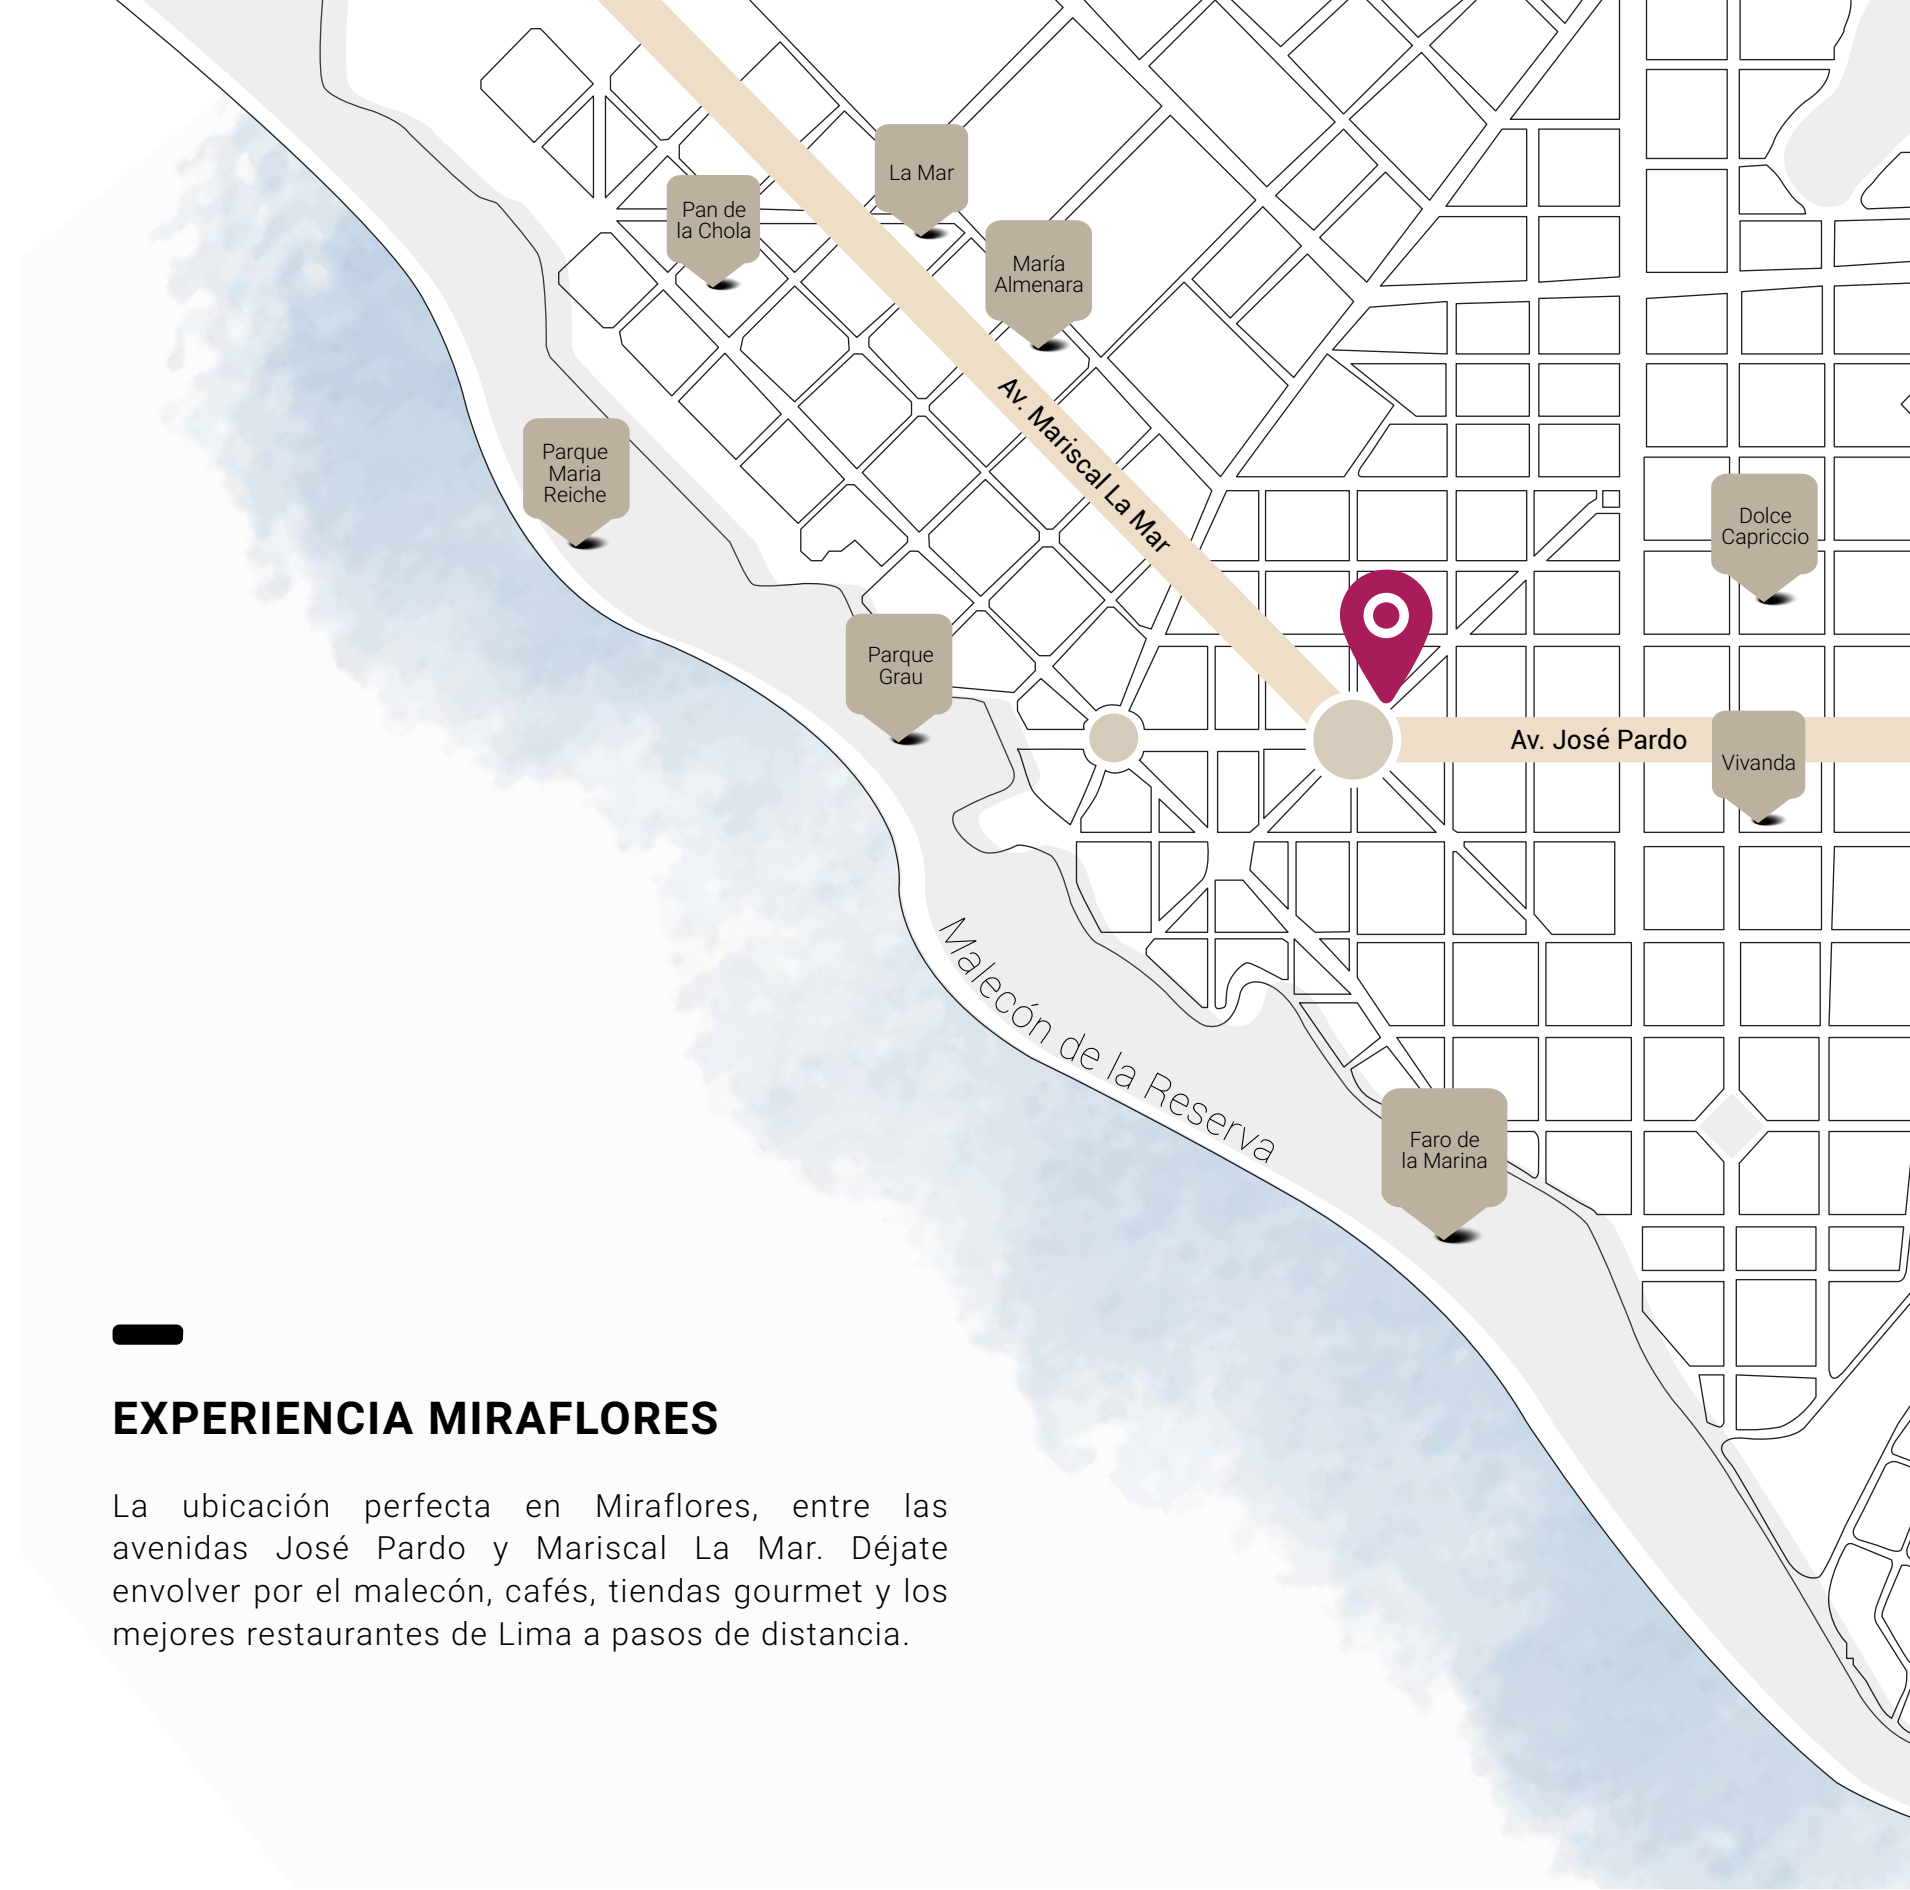 La Mar
Pan de
la Chola
María
Almenara
Av. Mariscal La Mar
Parque
Maria
Reiche
Dolce
Capriccio
Parque
Grau
Av. José Pardo
Vivanda
Malecón de la Reserva
Faro de
la Marina
EXPERIENCIA MIRAFLORES
La ubicación perfecta en Miraflores, entre las
avenidas José Pardo y Mariscal La Mar. Déjate
envolver por el malecón, cafés, tiendas gourmet y los
mejores restaurantes de Lima a pasos de distancia.